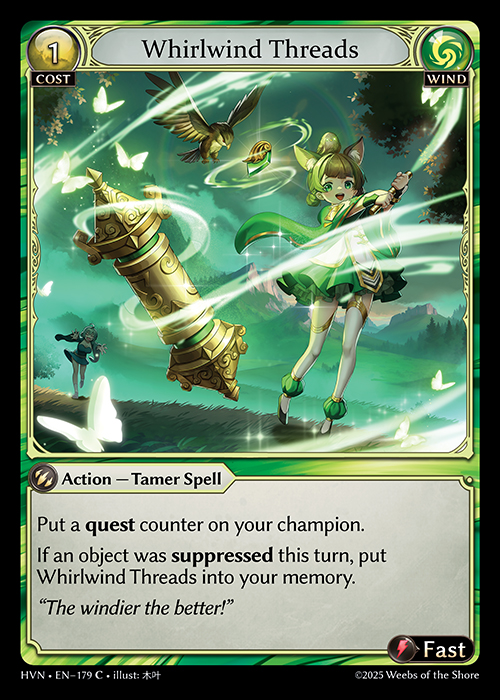 1
Whirlwind Threads
COST
WIND
Action — Tamer Spell
Put a quest counter on your champion.
If an object was suppressed this turn, put
Whirlwind Threads into your memory.
“The windier the better!”
Fast
HVN • EN–179 C • illust: 木叶
©2025 Weebs of the Shore